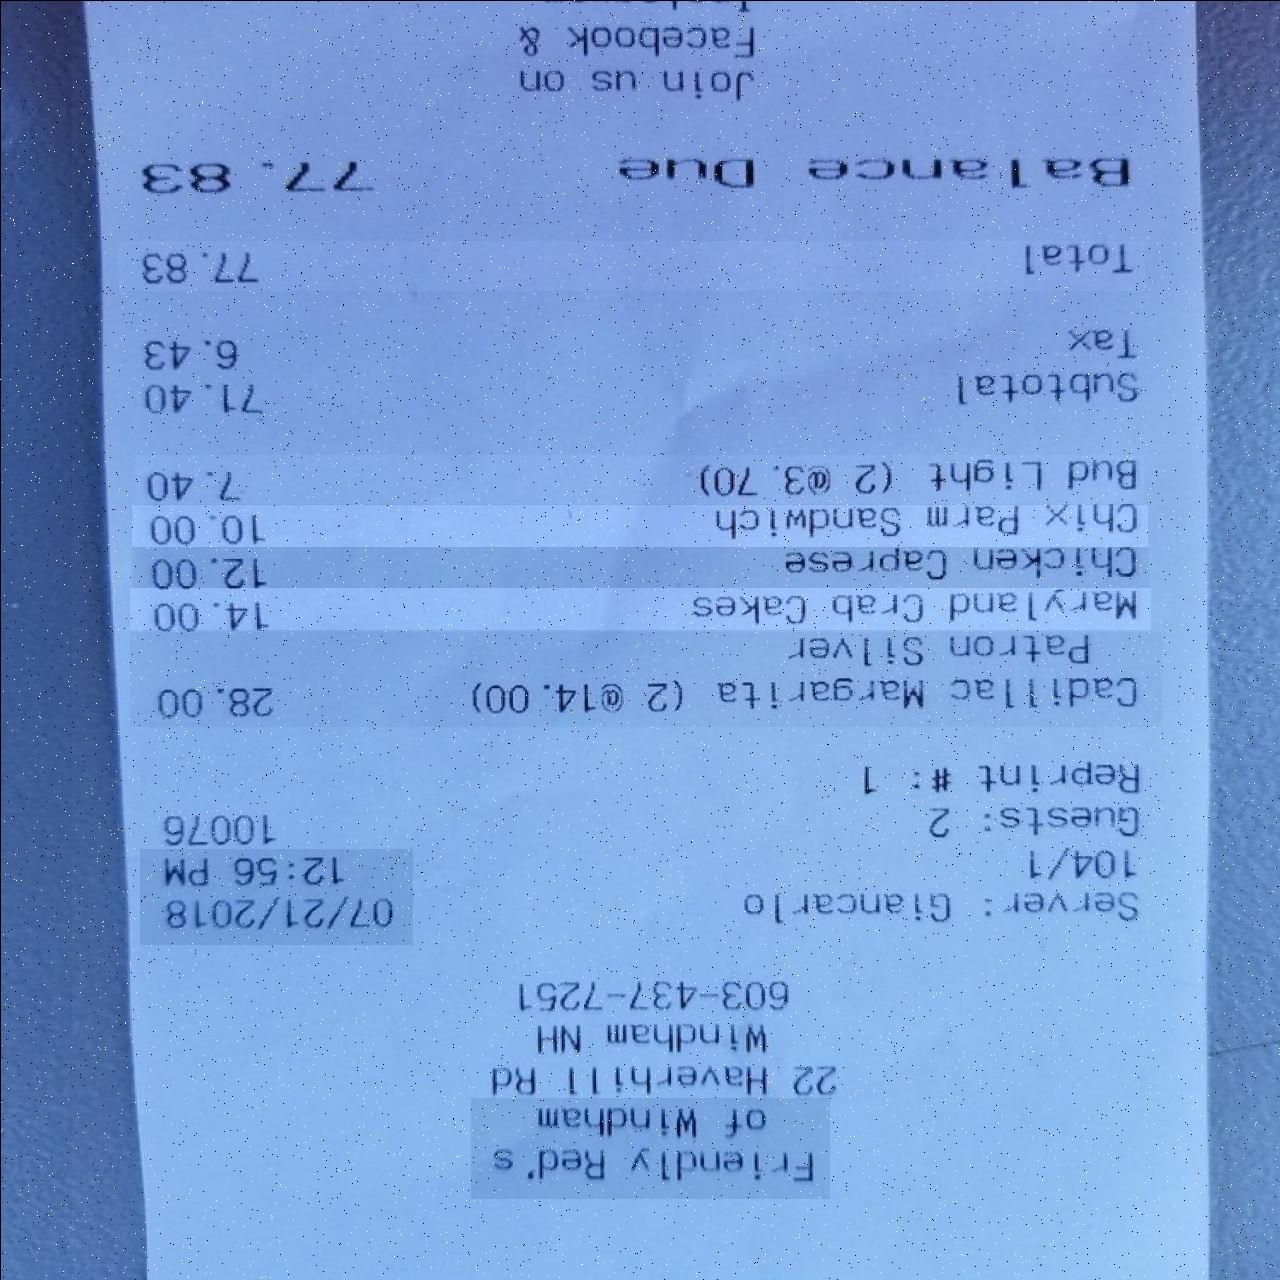 Friendly Red's
of Windham
22 Haverhill Rd
Windham NH
603-437-7251
Server: Giancarlo 07/21/2018
104/1 12:56 PM
Guests: 2 10076
Reprint #: 1
Cadillac Margarita (2 @14.00) 28.00
Patron Silver
Maryland Crab Cakes 14.00
Chicken Caprese 12.00
Chix Parm Sandwich 10.00
Bud Light (2 @3.70) 7.40
Subtotal 71.40
Tax 6.43
Total 77.83
Balance Due 77.83
Join us on
Facebook &